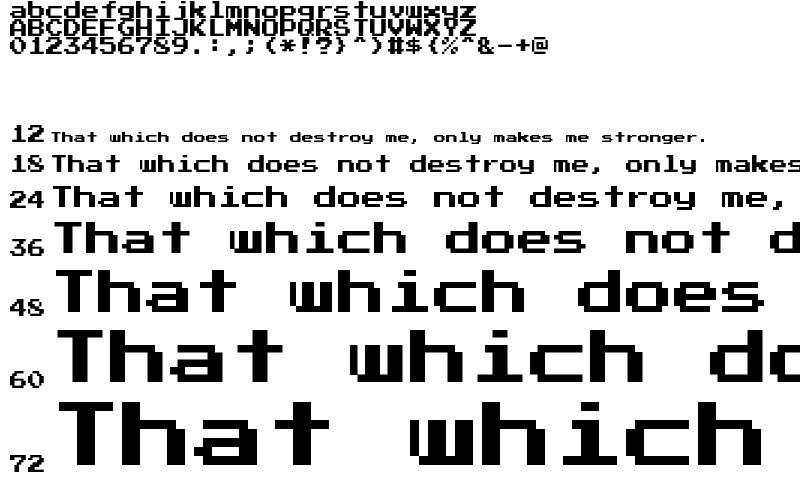 abcdefghijklmnopqrstuvwxyz
ABCDEFGHIJKLMNOPQRSTUVWXYZ
0123456789.:,;(*!?}^)#${%^&-+@
12 That which does not destroy me, only makes me stronger.
18 That which does not destroy me, only makes
24 That which does not destroy me,
36 That which does not d
48 That which does
60 That which do
72 That which